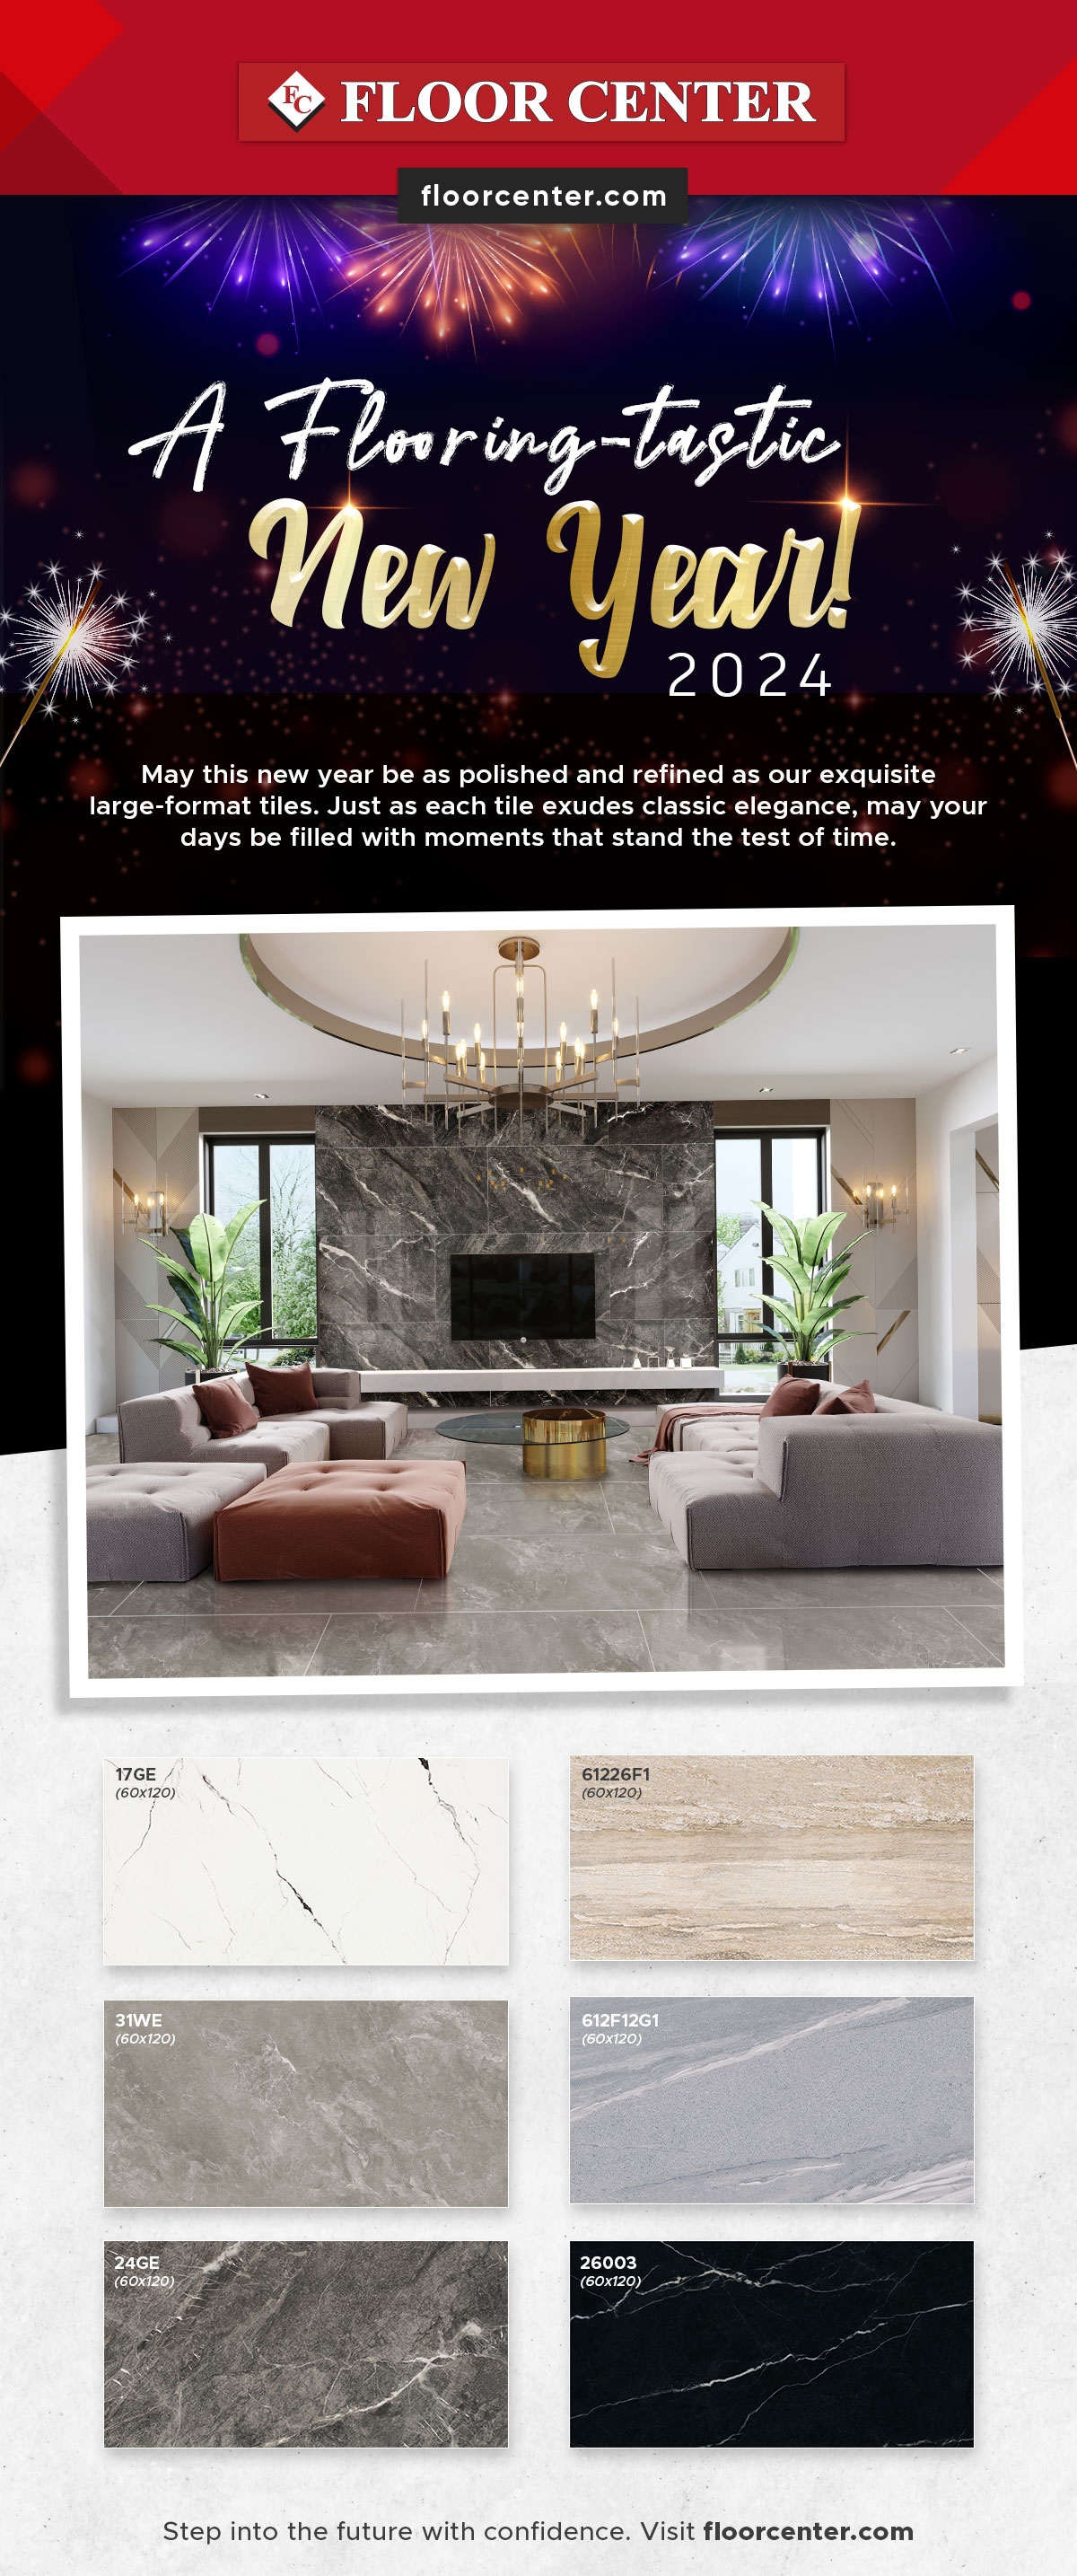 FC FLOOR CENTER
floorcenter.com
A Flooring-tastic
New Year!
2024
May this new year be as polished and refined as our exquisite
large-format tiles. Just as each tile exudes classic elegance, may your
days be filled with moments that stand the test of time.
17GE
(60x120)
61226F1
(60x120)
31WE
(60x120)
612F12G1
(60x120)
24GE
(60x120)
26003
(60x120)
Step into the future with confidence. Visit floorcenter.com